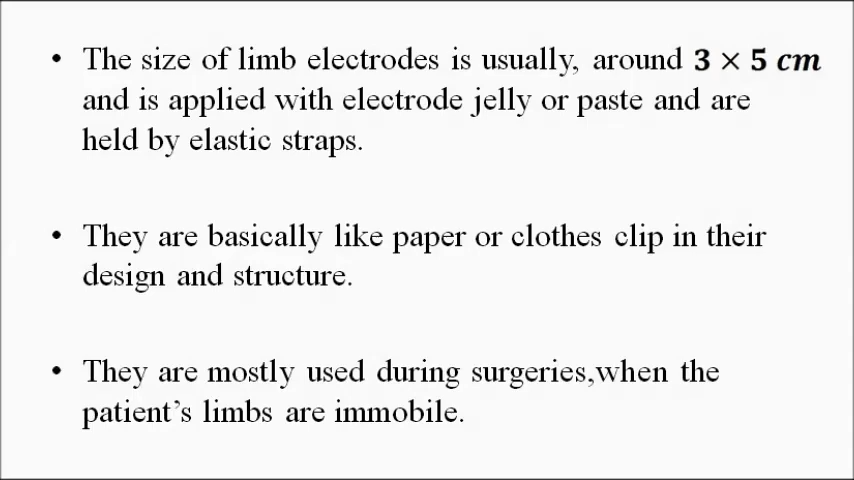 • The size of limb electrodes is usually, around 3 × 5 cm
and is applied with electrode jelly or paste and are
held by elastic straps.
• They are basically like paper or clothes clip in their
design and structure.
• They are mostly used during surgeries,when the
patient’s limbs are immobile.